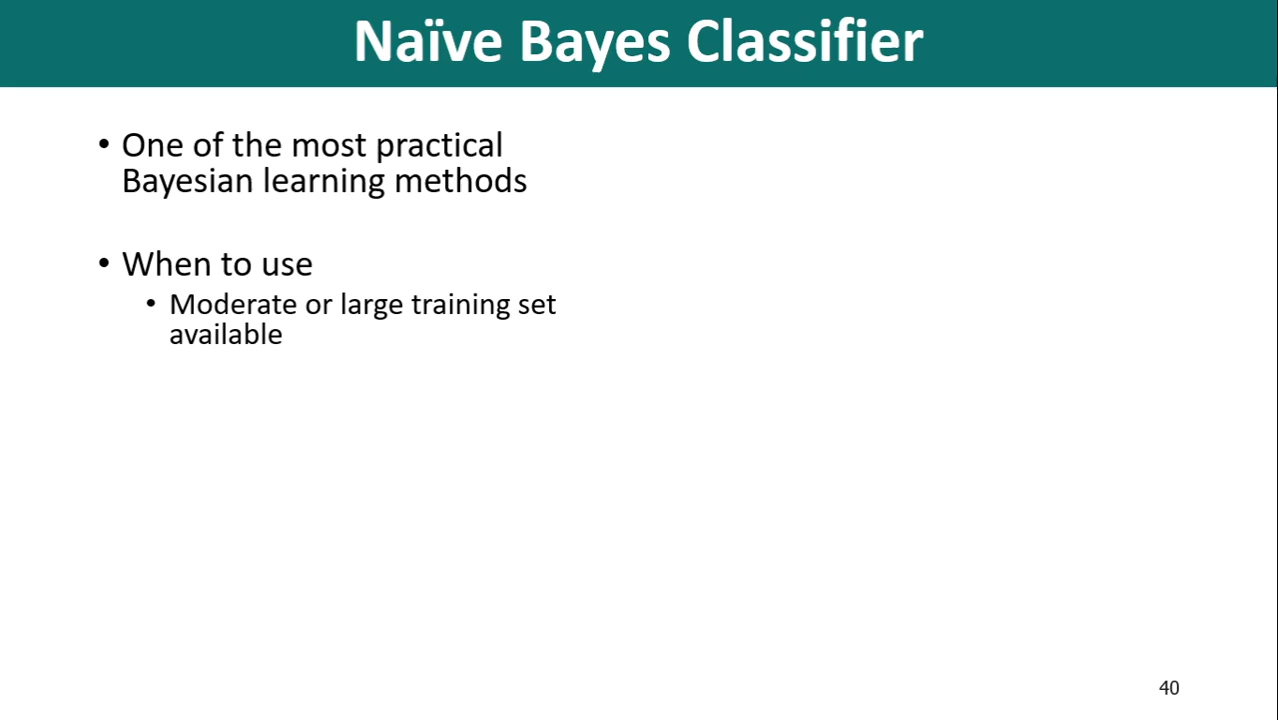 Naïve Bayes Classifier
• One of the most practical
Bayesian learning methods
• When to use
• Moderate or large training set
available
40